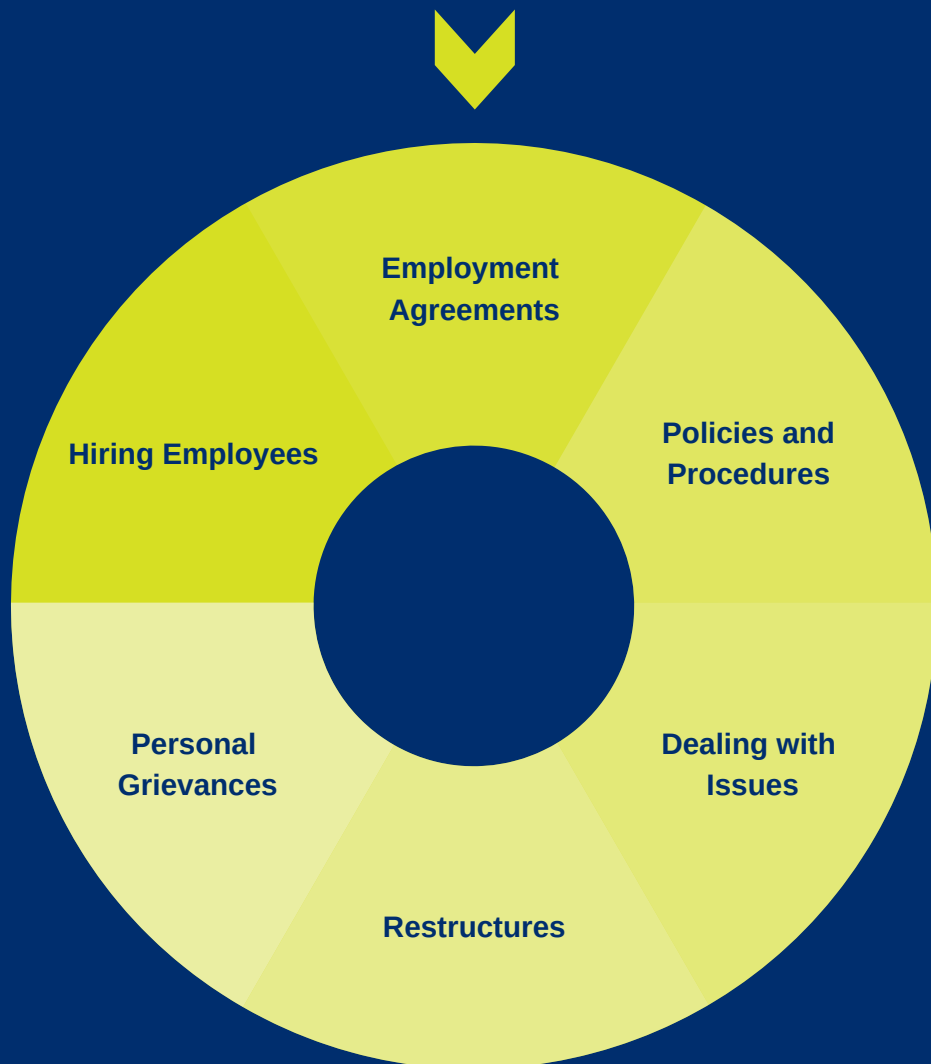 Employment
Agreements
Policies and
Procedures
Hiring Employees
Personal
Grievances
Dealing with
Issues
Restructures